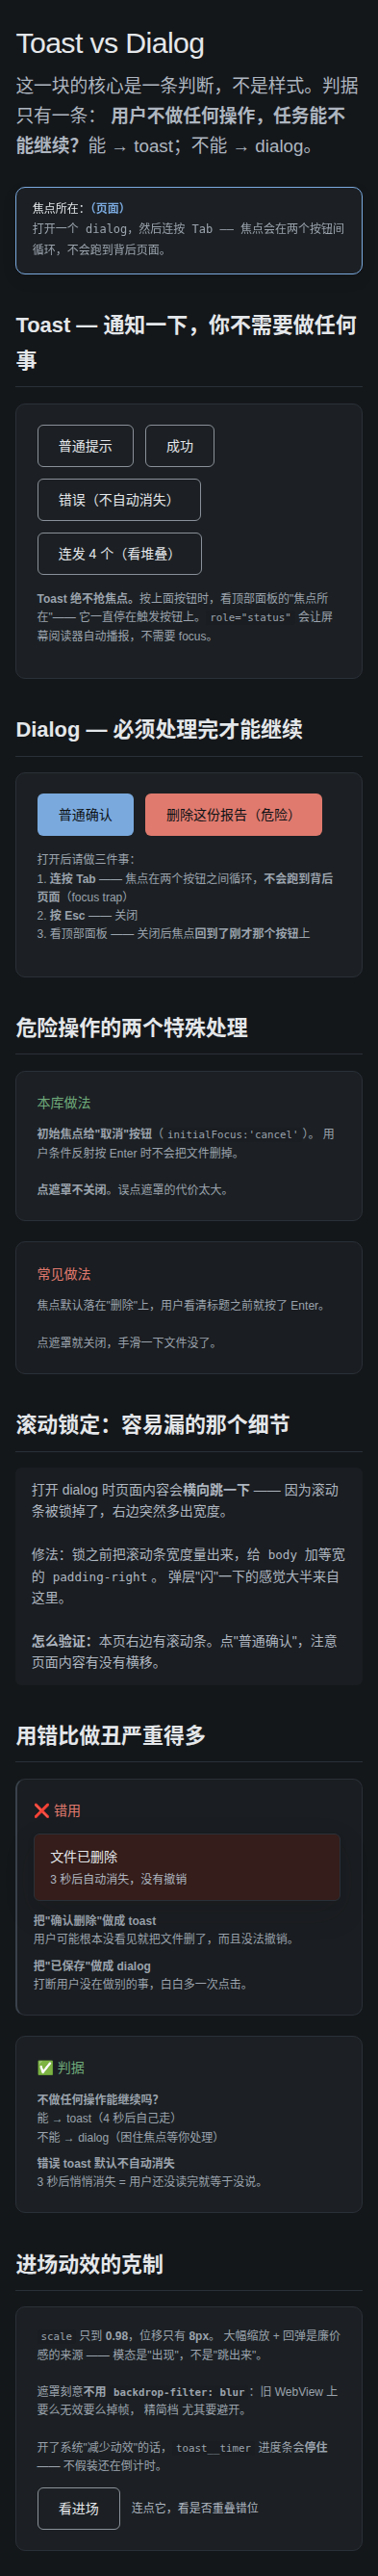 Toast vs Dialog
这一块的核心是一条判断，不是样式。判据
只有一条： 用户不做任何操作，任务能不
能继续？能 → toast；不能 → dialog。
焦点所在：（页面）
打开一个 dialog，然后连按 Tab —— 焦点会在两个按钮间
循环，不会跑到背后页面。
Toast — 通知一下，你不需要做任何
事
普通提示
成功
错误（不自动消失）
连发 4 个（看堆叠）
Toast 绝不抢焦点。按上面按钮时，看顶部面板的"焦点所
在"—— 它一直停在触发按钮上。 role="status" 会让屏
幕阅读器自动播报，不需要 focus。
Dialog — 必须处理完才能继续
普通确认
删除这份报告（危险）
打开后请做三件事：
1. 连按 Tab —— 焦点在两个按钮之间循环，不会跑到背后
页面（focus trap）
2. 按 Esc —— 关闭
3. 看顶部面板 —— 关闭后焦点回到了刚才那个按钮上
危险操作的两个特殊处理
本库做法
初始焦点给"取消"按钮（ initialFocus:'cancel' ）。 用
户条件反射按 Enter 时不会把文件删掉。
点遮罩不关闭。误点遮罩的代价太大。
常见做法
焦点默认落在"删除"上，用户看清标题之前就按了 Enter。
点遮罩就关闭，手滑一下文件没了。
滚动锁定：容易漏的那个细节
打开 dialog 时页面内容会横向跳一下 —— 因为滚动
条被锁掉了，右边突然多出宽度。
修法：锁之前把滚动条宽度量出来，给 body 加等宽
的 padding-right 。 弹层"闪"一下的感觉大半来自
这里。
怎么验证：本页右边有滚动条。点"普通确认"，注意
页面内容有没有横移。
用错比做丑严重得多
❌ 错用
文件已删除
3 秒后自动消失，没有撤销
把"确认删除"做成 toast
用户可能根本没看见就把文件删了，而且没法撤销。
把"已保存"做成 dialog
打断用户没在做别的事，白白多一次点击。
✅ 判据
不做任何操作能继续吗？
能 → toast（4 秒后自己走）
不能 → dialog（困住焦点等你处理）
错误 toast 默认不自动消失
3 秒后悄悄消失 = 用户还没读完就等于没说。
进场动效的克制
scale 只到 0.98，位移只有 8px。 大幅缩放 + 回弹是廉价
感的来源 —— 模态是"出现"，不是"跳出来"。
遮罩刻意不用 backdrop-filter: blur ：旧 WebView 上
要么无效要么掉帧， 精简档 尤其要避开。
开了系统"减少动效"的话， toast__timer 进度条会停住
—— 不假装还在倒计时。
看进场
连点它，看是否重叠错位